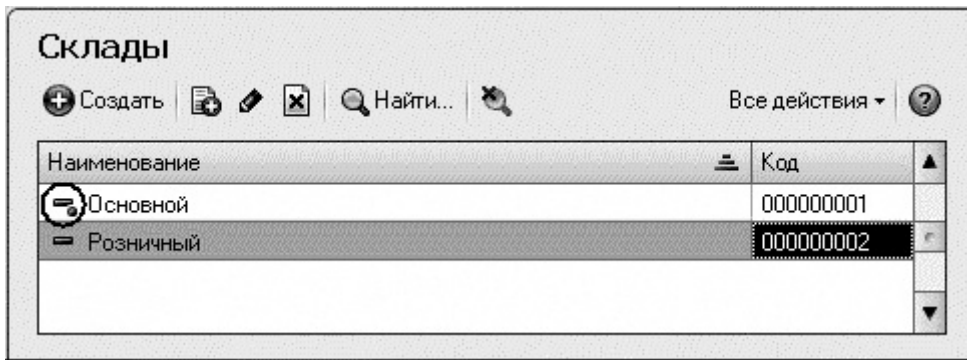 Склады
Создать Найти... Все действия ?
Наименование Код
Основной 000000001
Розничный 000000002